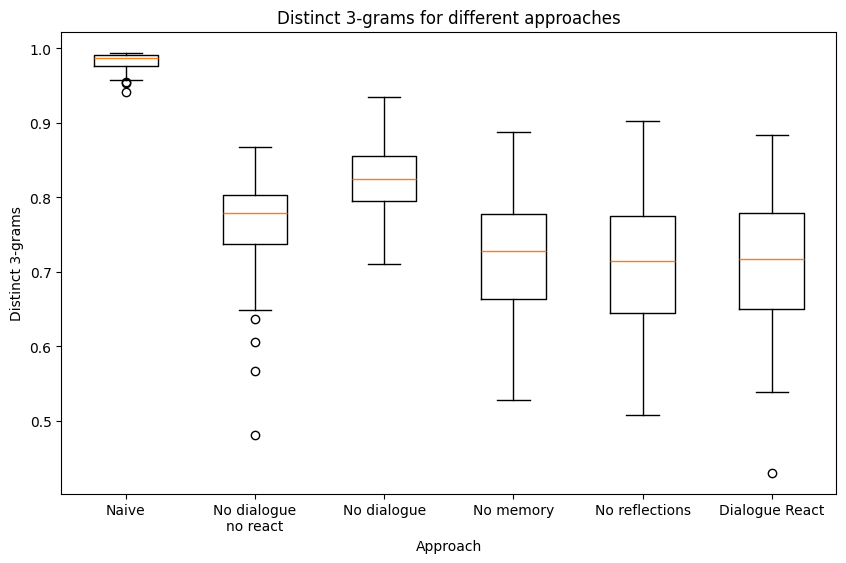 Distinct 3-grams for different approaches
Distinct 3-grams
1.0
0.9
0.8
0.7
0.6
0.5
Naive
No dialogue
no react
No dialogue
No memory
No reflections
Dialogue React
Approach